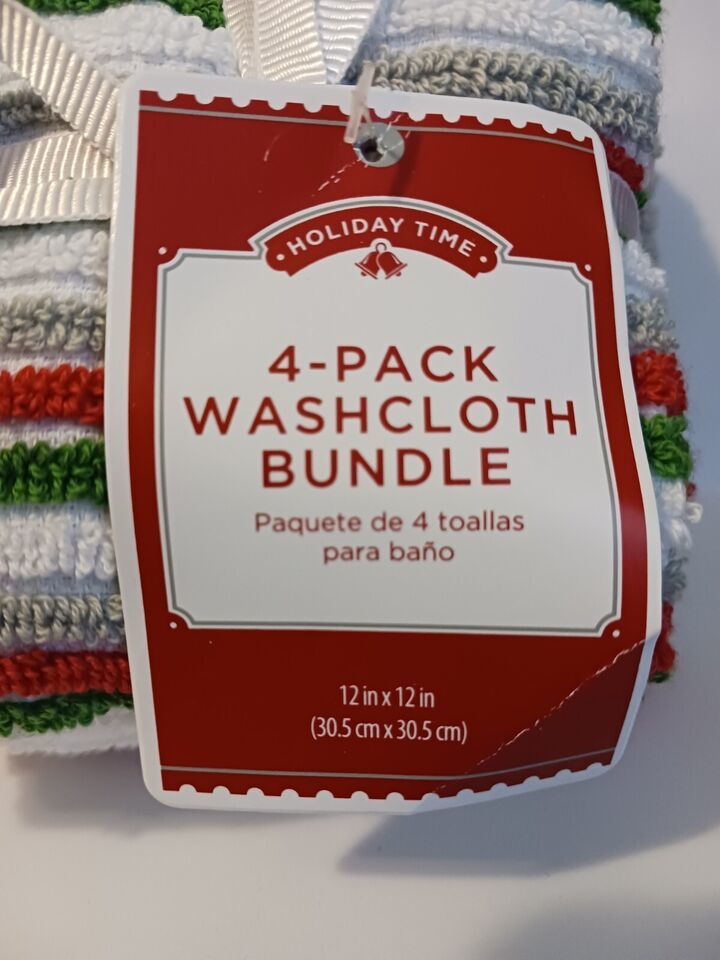 HOLIDAY TIME
4-PACK
WASHCLOTH
BUNDLE
Paquete de 4 toallas
para baño
12 in x 12 in
(30.5 cm x 30.5 cm)